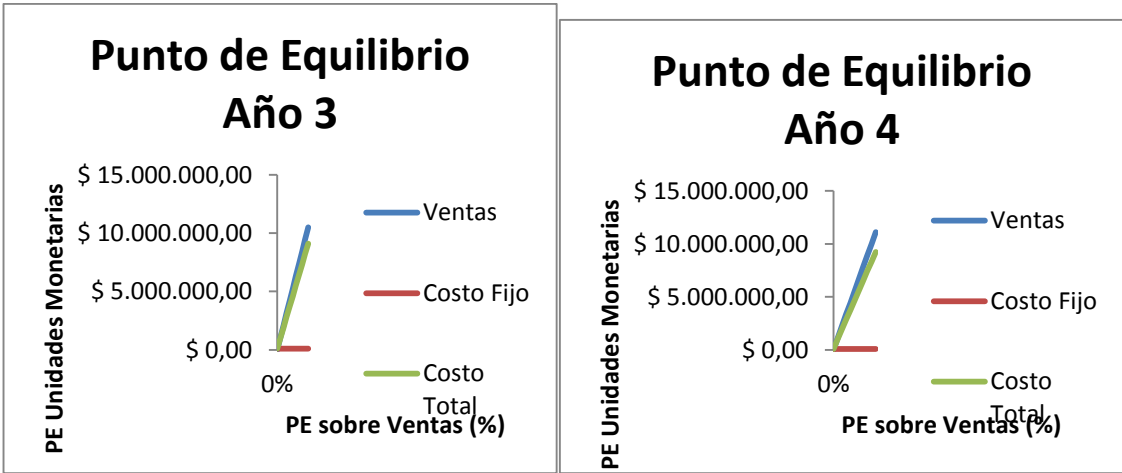 Punto de Equilibrio
Año 3
PE Unidades Monetarias
$ 15.000.000,00
$ 10.000.000,00
$ 5.000.000,00
$ 0,00
0%
PE sobre Ventas (%)
Ventas
Costo Fijo
Costo
Total
Punto de Equilibrio
Año 4
PE Unidades Monetarias
$ 15.000.000,00
$ 10.000.000,00
$ 5.000.000,00
$ 0,00
0%
PE sobre Ventas (%)
Ventas
Costo Fijo
Costo
Total